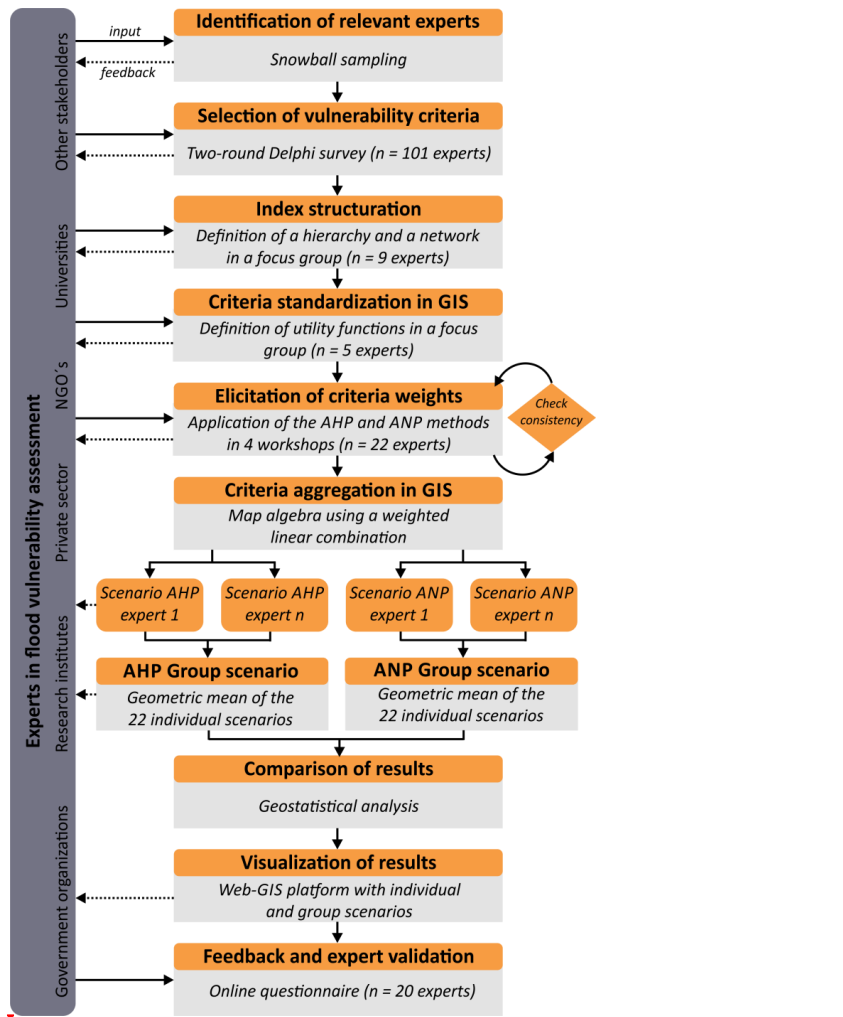 Identification of relevant experts
input
Snowball sampling
feedback
Selection of vulnerability criteria
Two-round Delphi survey (n = 101 experts)
Index structuration
Definition of a hierarchy and a network
in a focus group (n = 9 experts)
Criteria standardization in GIS
Definition of utility functions in a focus
group (n = 5 experts)
Elicitation of criteria weights
Application of the AHP and ANP methods
in 4 workshops (n = 22 experts)
Check
consistency
Criteria aggregation in GIS
Map algebra using a weighted
linear combination
Scenario AHP
expert 1
Scenario AHP
expert n
Scenario ANP
expert 1
Scenario ANP
expert n
AHP Group scenario
Geometric mean of the
22 individual scenarios
ANP Group scenario
Geometric mean of the
22 individual scenarios
Comparison of results
Geostatistical analysis
Visualization of results
Web-GIS platform with individual
and group scenarios
Feedback and expert validation
Online questionnaire (n = 20 experts)
Experts in flood vulnerability assessment
Other stakeholders
Universities
NGO´s
Private sector
Research institutes
Government organizations